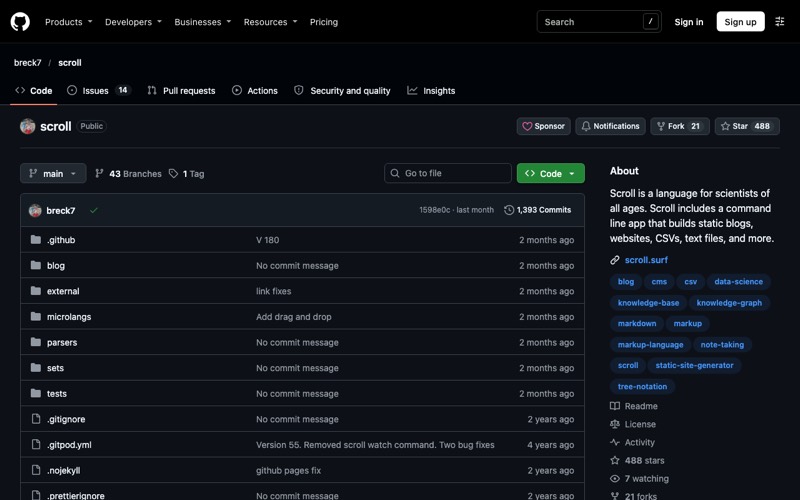 Products Developers Businesses Resources Pricing Search / Sign in Sign up
breck7 / scroll
Code Issues 14 Pull requests Actions Security and quality Insights
scroll Public Sponsor Notifications Fork 21 Star 488
main 43 Branches 1 Tag Go to file Code
breck7 1598e0c · last month 1,393 Commits
.github V 180 2 months ago
blog No commit message 2 months ago
external link fixes 2 months ago
microlangs Add drag and drop 2 months ago
parsers No commit message 2 months ago
sets No commit message 2 months ago
tests No commit message 2 months ago
.gitignore No commit message 2 years ago
.gitpod.yml Version 55. Removed scroll watch command. Two bug fixes 4 years ago
.nojekyll github pages fix 2 years ago
.prettierignore No commit message 2 years ago
About
Scroll is a language for scientists of
all ages. Scroll includes a command
line app that builds static blogs,
websites, CSVs, text files, and more.
scroll.surf
blog cms csv data-science
knowledge-base knowledge-graph
markdown markup
markup-language note-taking
scroll static-site-generator
tree-notation
Readme
License
Activity
488 stars
7 watching
21 forks